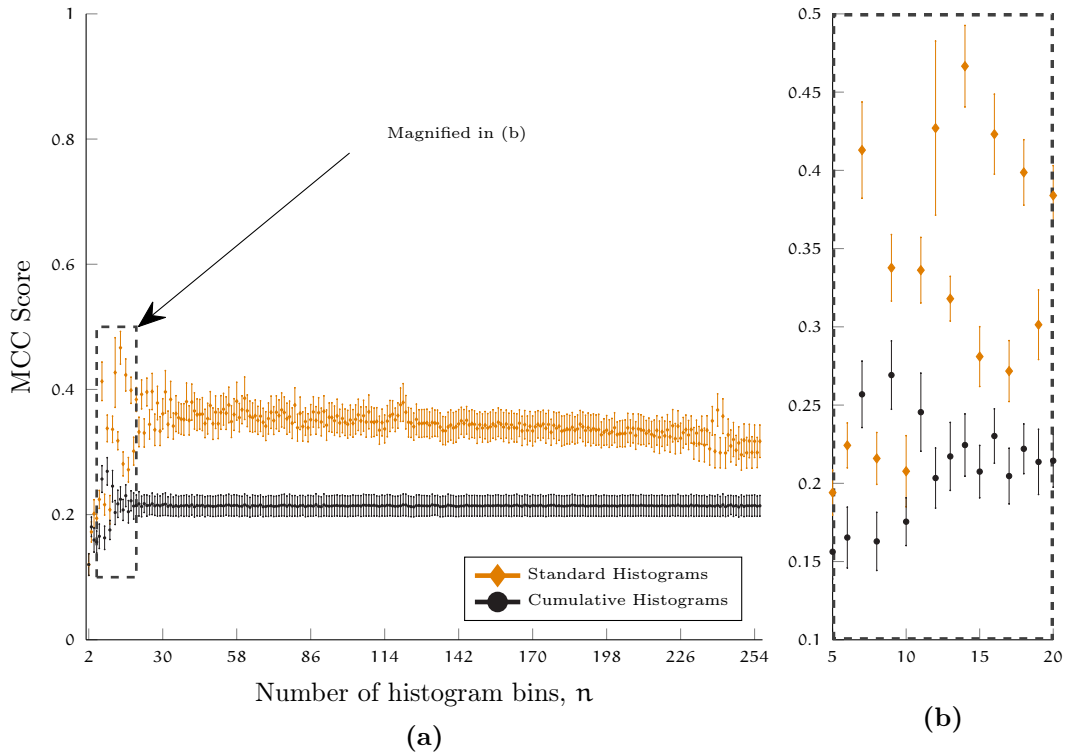 MCC Score
1
0.8
0.6
0.4
0.2
0
Magnified in (b)
Standard Histograms
Cumulative Histograms
2 30 58 86 114 142 170 198 226 254
Number of histogram bins, n
(a)
0.5
0.45
0.4
0.35
0.3
0.25
0.2
0.15
0.1
5 10 15 20
(b)